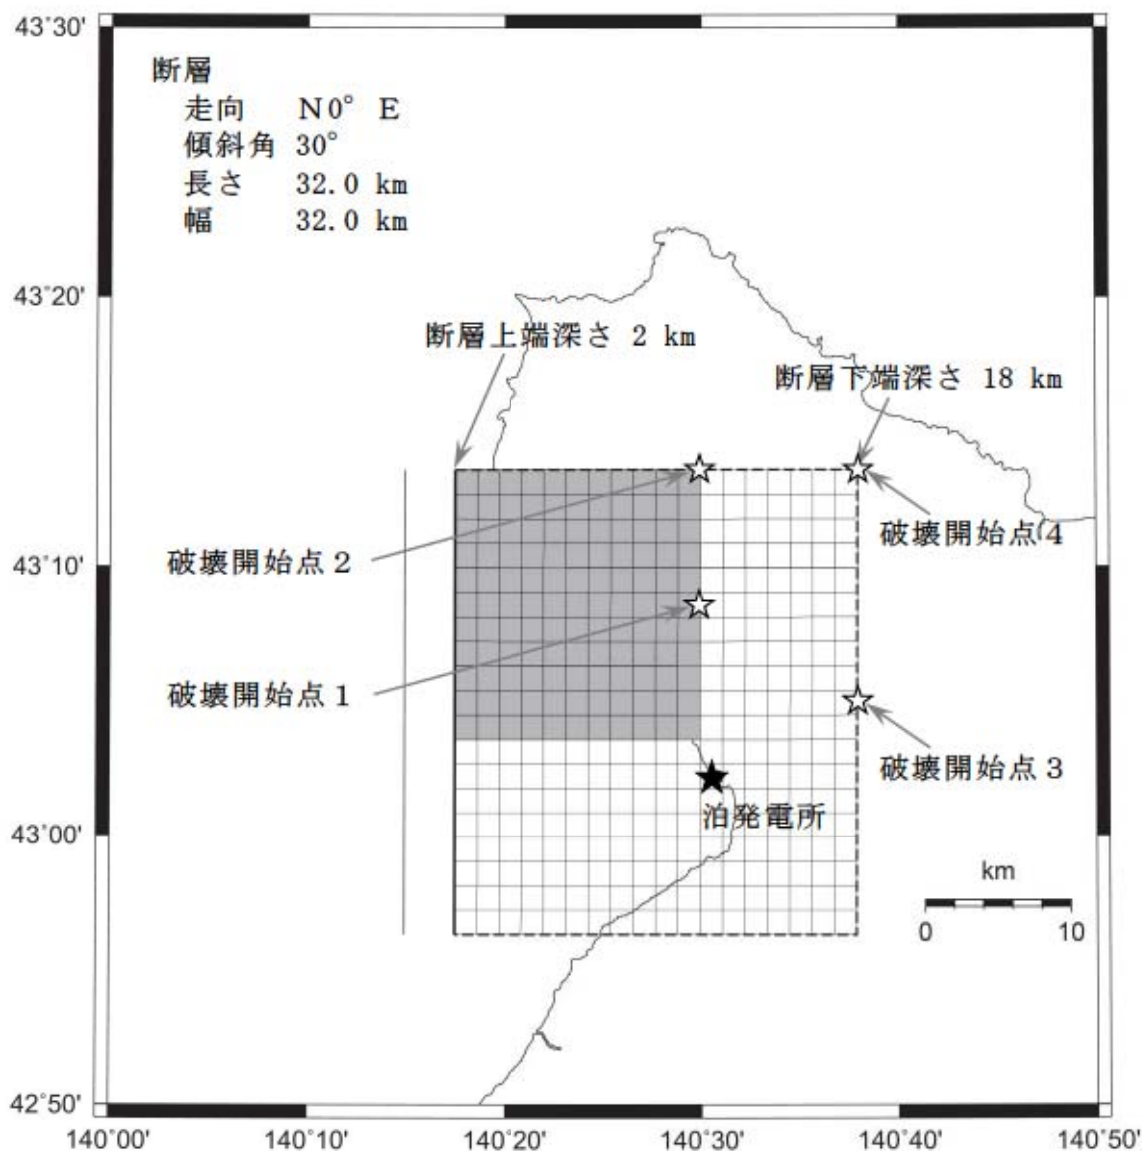 43°30'
断層
走向 N0° E
傾斜角 30°
長さ 32.0 km
幅 32.0 km
43°20'
断層上端深さ 2 km
断層下端深さ 18 km
破壊開始点4
破壊開始点2
43°10'
破壊開始点1
破壊開始点3
泊発電所
43°00'
km
0 10
42°50'
140°00' 140°10' 140°20' 140°30' 140°40' 140°50'